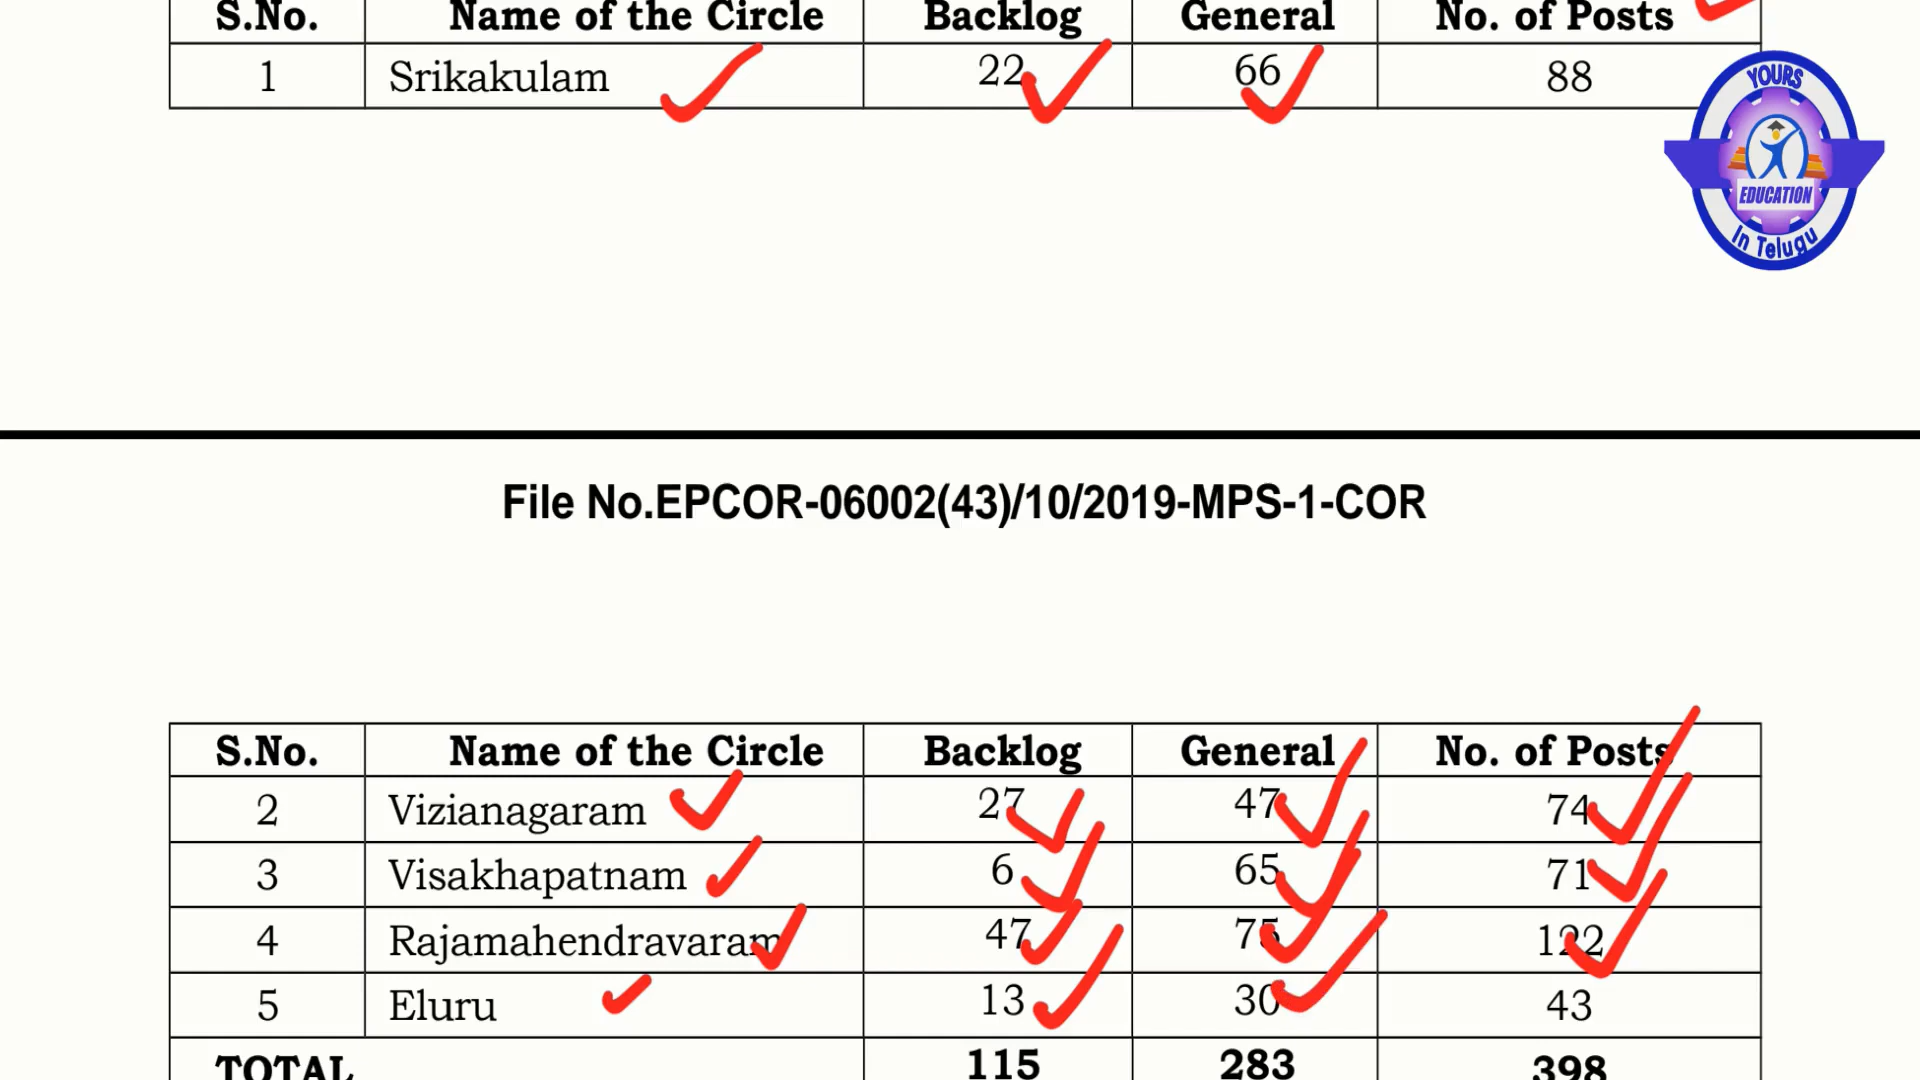 S.No. Name of the Circle Backlog General No. of Posts
1 Srikakulam 22 66 88
YOURS
EDUCATION
In Telugu
File No.EPCOR-06002(43)/10/2019-MPS-1-COR
S.No. Name of the Circle Backlog General No. of Posts
2 Vizianagaram 27 47 74
3 Visakhapatnam 6 65 71
4 Rajamahendravaram 47 75 122
5 Eluru 13 30 43
TOTAL 115 283 398